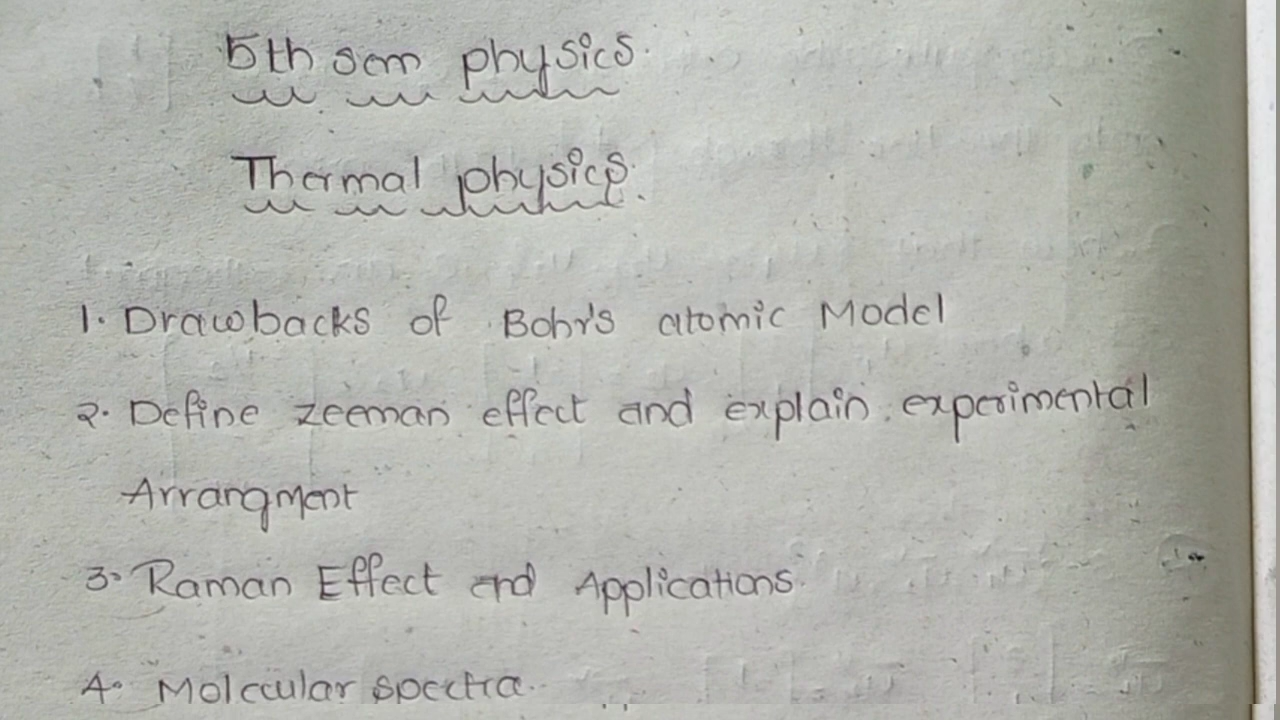 5th sem physics.
Thermal physics.
1. Drawbacks of Bohr's atomic Model
2. Define zeeman effect and explain experimental
Arrangment
3. Raman Effect and Applications.
4. Molecular spectra.